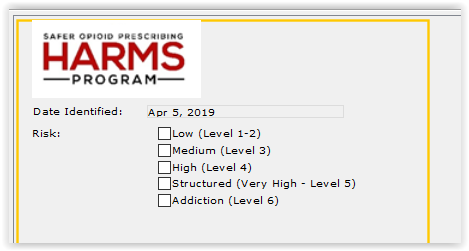 SAFER OPIOID PRESCRIBING
HARMS
PROGRAM
Date Identified: Apr 5, 2019
Risk:
Low (Level 1-2)
Medium (Level 3)
High (Level 4)
Structured (Very High - Level 5)
Addiction (Level 6)